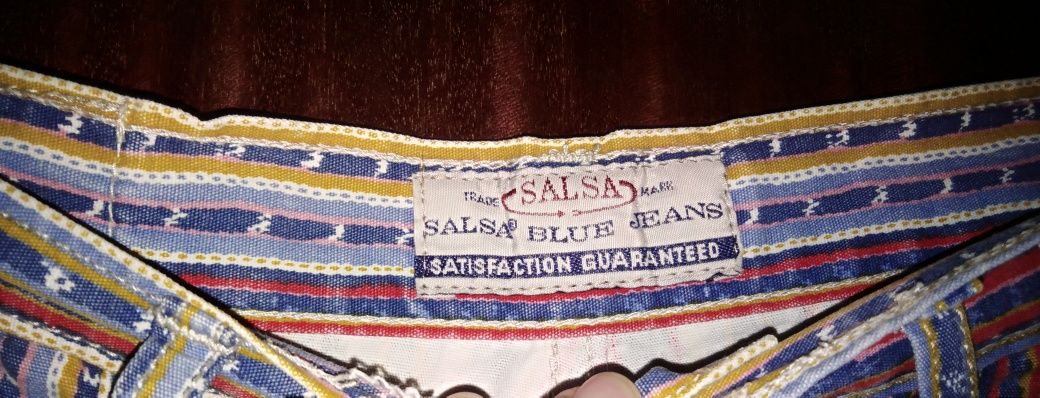 TRADE SALSA MARK
SALSA® BLUE JEANS
SATISFACTION GUARANTEED